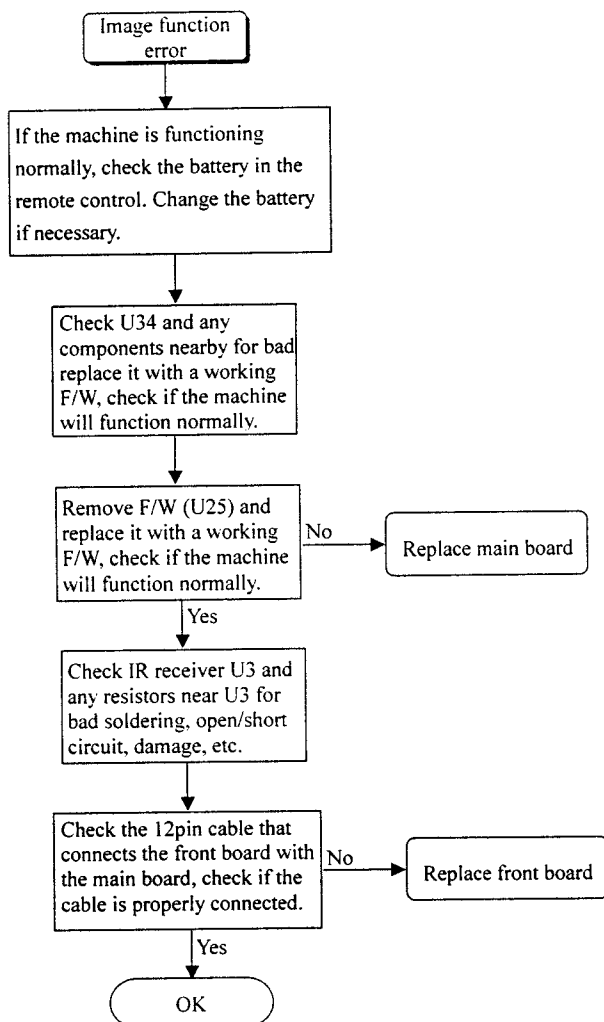 Image function
error
If the machine is functioning
normally, check the battery in the
remote control. Change the battery
if necessary.
Check U34 and any
components nearby for bad
replace it with a working
F/W, check if the machine
will function normally.
Remove F/W (U25) and
replace it with a working
F/W, check if the machine
will function normally.
No
Replace main board
Yes
Check IR receiver U3 and
any resistors near U3 for
bad soldering, open/short
circuit, damage, etc.
Check the 12pin cable that
connects the front board with
the main board, check if the
cable is properly connected.
No
Replace front board
Yes
OK